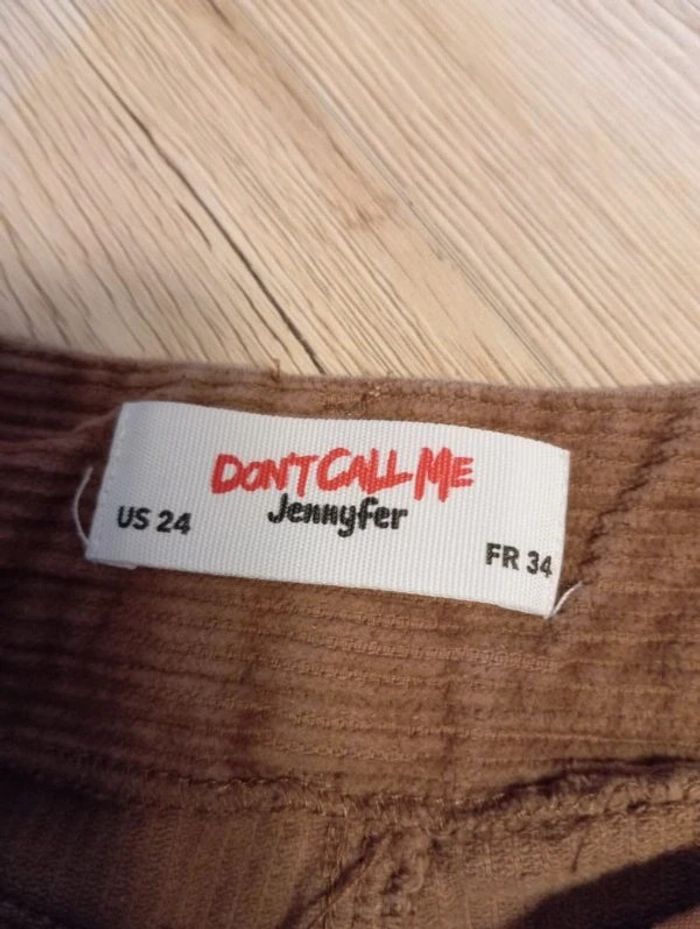 DON'T CALL ME
Jennyfer
US 24
FR 34